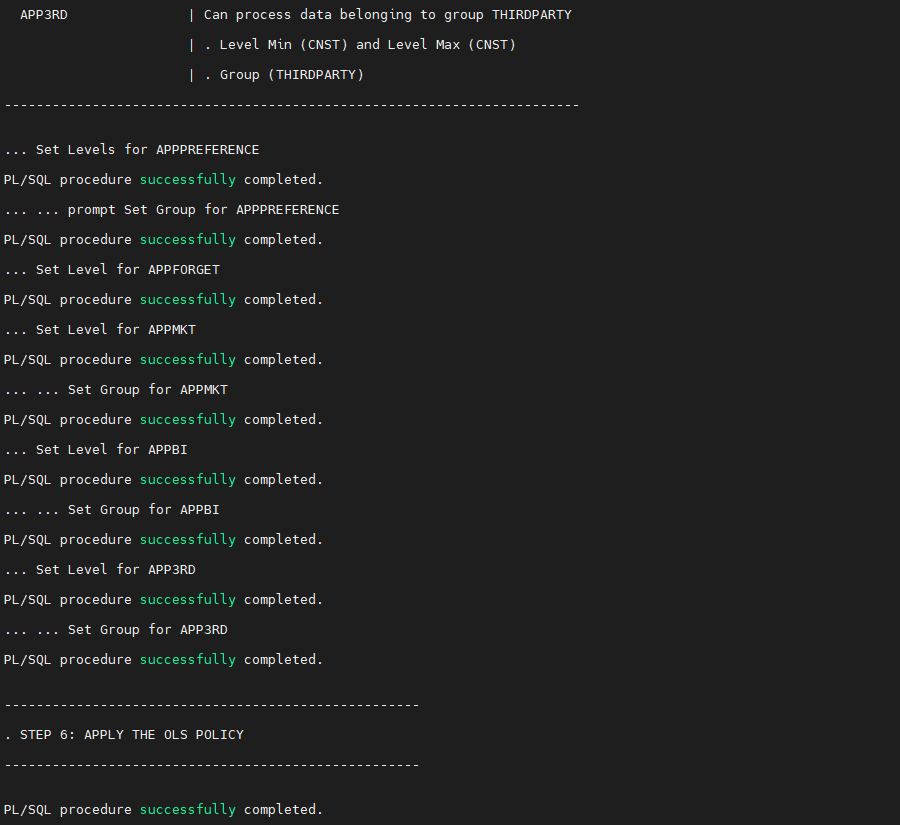 APP3RD | Can process data belonging to group THIRDPARTY
| . Level Min (CNST) and Level Max (CNST)
| . Group (THIRDPARTY)
------------------------------------------------------------------------
... Set Levels for APPPREFERENCE
PL/SQL procedure successfully completed.
... ... prompt Set Group for APPPREFERENCE
PL/SQL procedure successfully completed.
... Set Level for APPFORGET
PL/SQL procedure successfully completed.
... Set Level for APPMKT
PL/SQL procedure successfully completed.
... ... Set Group for APPMKT
PL/SQL procedure successfully completed.
... Set Level for APPBI
PL/SQL procedure successfully completed.
... ... Set Group for APPBI
PL/SQL procedure successfully completed.
... Set Level for APP3RD
PL/SQL procedure successfully completed.
... ... Set Group for APP3RD
PL/SQL procedure successfully completed.
----------------------------------------------------
. STEP 6: APPLY THE OLS POLICY
----------------------------------------------------
PL/SQL procedure successfully completed.